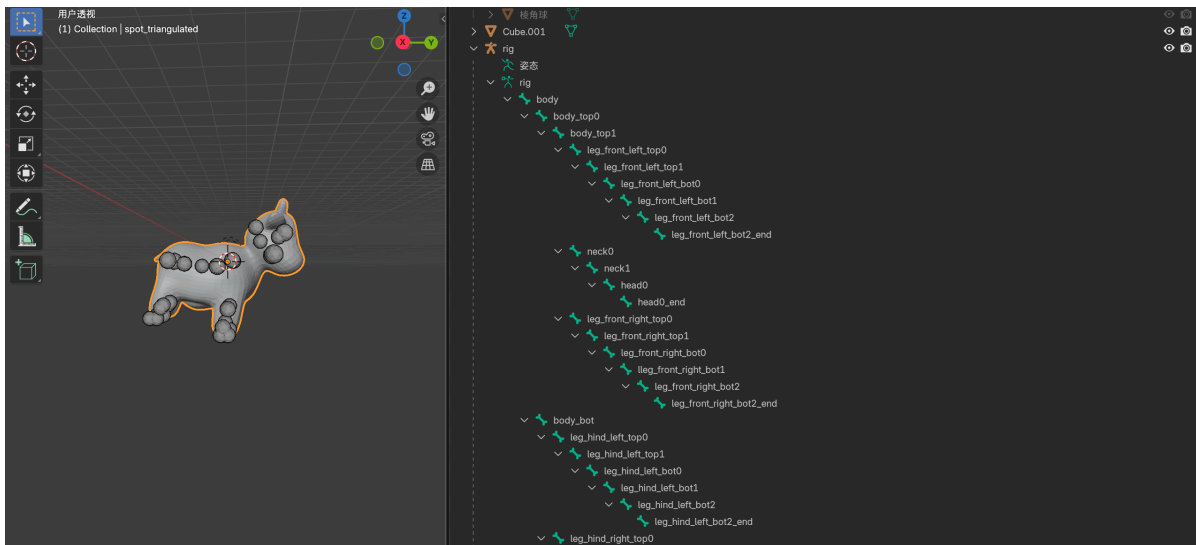 用户透视
(1) Collection | spot_triangulated
Z
X
Y
棱角球
Cube.001
rig
姿态
rig
body
body_top0
body_top1
leg_front_left_top0
leg_front_left_top1
leg_front_left_bot0
leg_front_left_bot1
leg_front_left_bot2
leg_front_left_bot2_end
neck0
neck1
head0
head0_end
leg_front_right_top0
leg_front_right_top1
leg_front_right_bot0
lleg_front_right_bot1
leg_front_right_bot2
leg_front_right_bot2_end
body_bot
leg_hind_left_top0
leg_hind_left_top1
leg_hind_left_bot0
leg_hind_left_bot1
leg_hind_left_bot2
leg_hind_left_bot2_end
leg_hind_right_top0